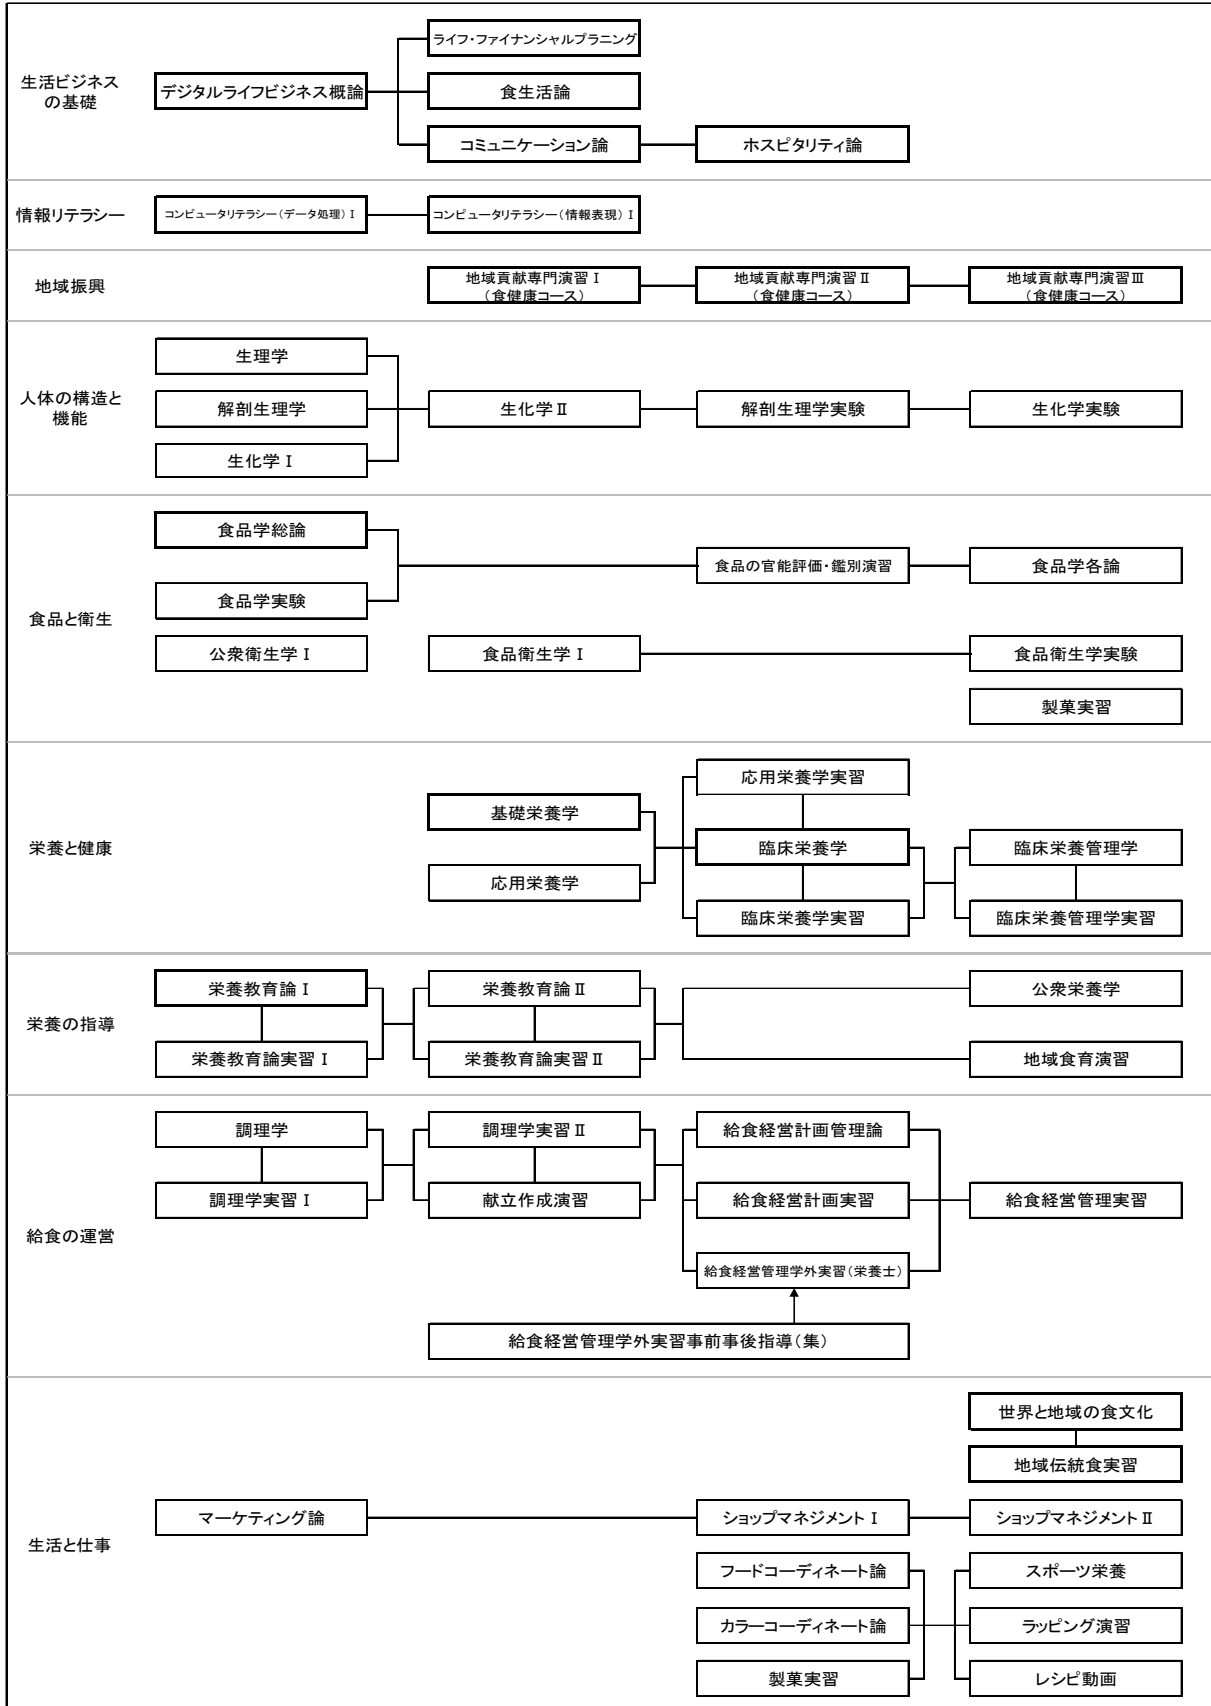 生活ビジネス
の基礎
ライフ・ファイナンシャルプラニング
デジタルライフビジネス概論
食生活論
コミュニケーション論
ホスピタリティ論
情報リテラシー
コンピュータリテラシー(データ処理)Ⅰ
コンピュータリテラシー(情報表現)Ⅰ
地域振興
地域貢献専門演習Ⅰ
(食健康コース)
地域貢献専門演習Ⅱ
(食健康コース)
地域貢献専門演習Ⅲ
(食健康コース)
人体の構造と
機能
生理学
解剖生理学
生化学Ⅱ
解剖生理学実験
生化学実験
生化学Ⅰ
食品と衛生
食品学総論
食品の官能評価・鑑別演習
食品学各論
食品学実験
公衆衛生学Ⅰ
食品衛生学Ⅰ
食品衛生学実験
製菓実習
栄養と健康
応用栄養学実習
基礎栄養学
臨床栄養学
臨床栄養管理学
応用栄養学
臨床栄養学実習
臨床栄養管理学実習
栄養の指導
栄養教育論Ⅰ
栄養教育論Ⅱ
公衆栄養学
栄養教育論実習Ⅰ
栄養教育論実習Ⅱ
地域食育演習
給食の運営
調理学
調理学実習Ⅱ
給食経営計画管理論
調理学実習Ⅰ
献立作成演習
給食経営計画実習
給食経営管理実習
給食経営管理学外実習(栄養士)
給食経営管理学外実習事前事後指導(集)
生活と仕事
世界と地域の食文化
地域伝統食実習
マーケティング論
ショップマネジメントⅠ
ショップマネジメントⅡ
フードコーディネート論
スポーツ栄養
カラーコーディネート論
ラッピング演習
製菓実習
レシピ動画